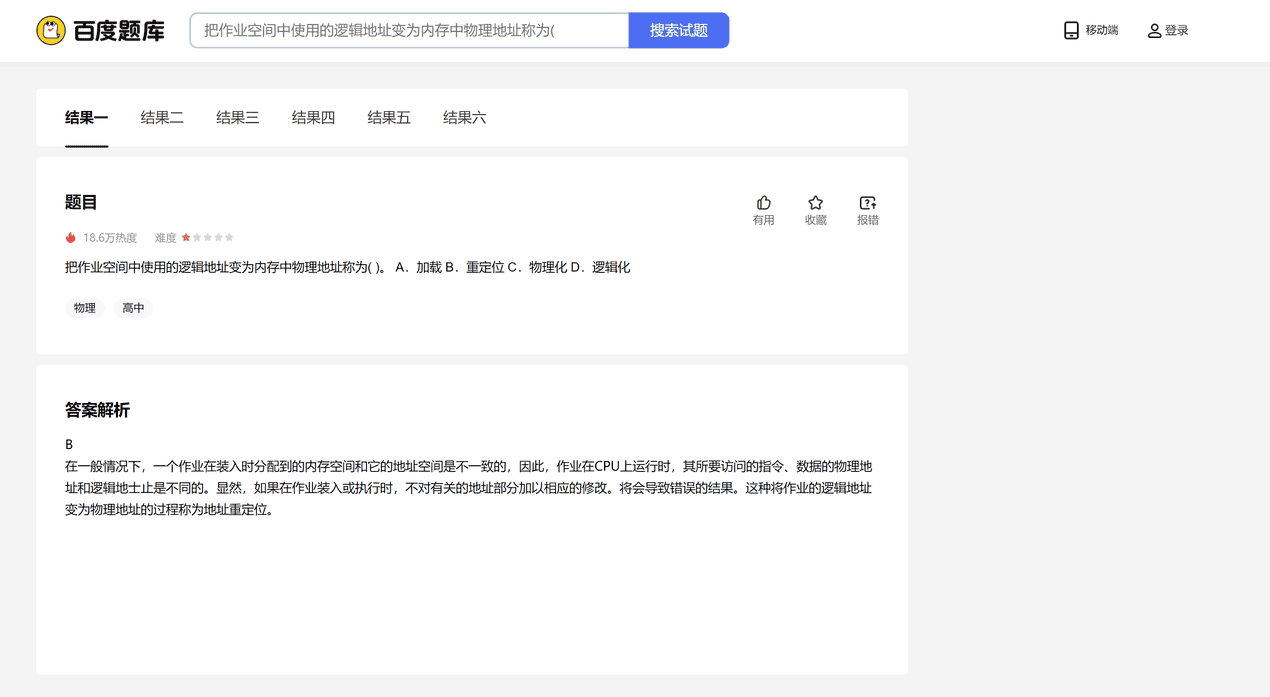 百度题库
把作业空间中使用的逻辑地址变为内存中物理地址称为(
搜索试题
移动端
登录
结果一 结果二 结果三 结果四 结果五 结果六
题目
有用 收藏 报错
18.6万热度 难度
把作业空间中使用的逻辑地址变为内存中物理地址称为( )。 A．加载 B．重定位 C．物理化 D．逻辑化
物理 高中
答案解析
B
在一般情况下，一个作业在装入时分配到的内存空间和它的地址空间是不一致的，因此，作业在CPU上运行时，其所要访问的指令、数据的物理地
址和逻辑地士止是不同的。显然，如果在作业装入或执行时，不对有关的地址部分加以相应的修改。将会导致错误的结果。这种将作业的逻辑地址
变为物理地址的过程称为地址重定位。